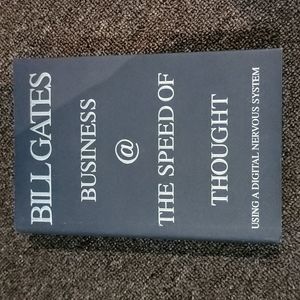 BILL GATES
BUSINESS
@
THE SPEED OF
THOUGHT
USING A DIGITAL NERVOUS SYSTEM